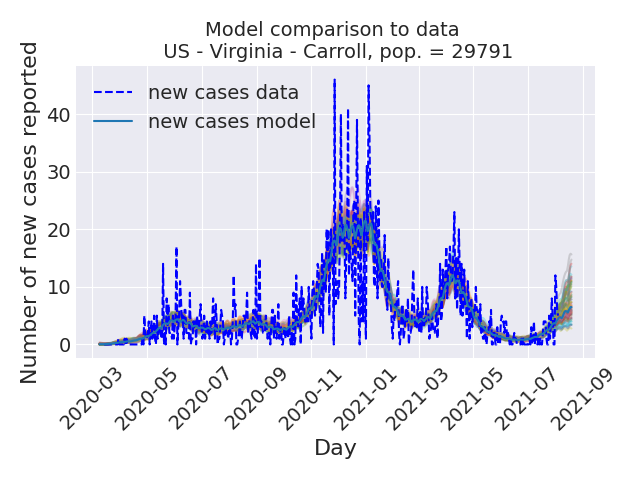 Model comparison to data
US - Virginia - Carroll, pop. = 29791
Number of new cases reported
40
30
20
10
0
new cases data
new cases model
2020-03
2020-05
2020-07
2020-09
2020-11
2021-01
2021-03
2021-05
2021-07
2021-09
Day